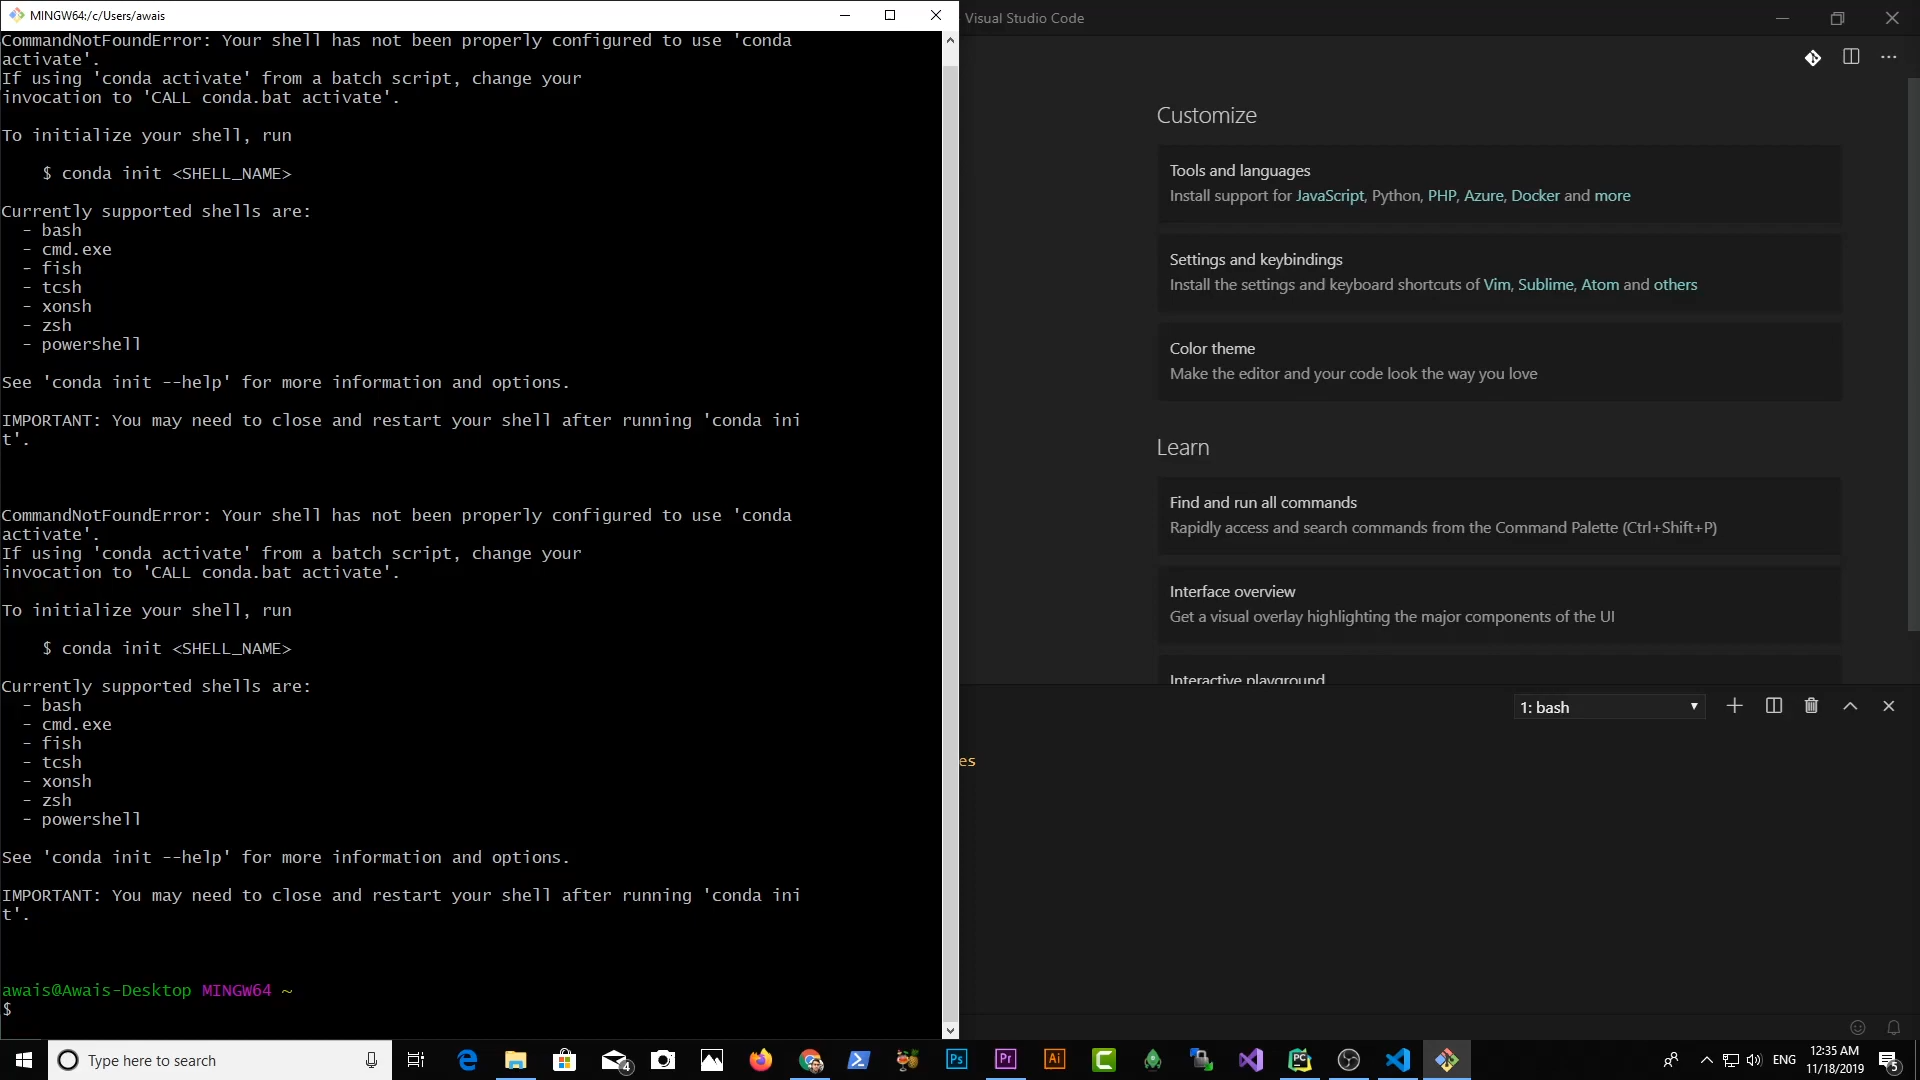 MINGW64:/c/Users/awais
CommandNotFoundError: Your shell has not been properly configured to use 'conda
activate'.
If using 'conda activate' from a batch script, change your
invocation to 'CALL conda.bat activate'.
To initialize your shell, run
$ conda init <SHELL_NAME>
Currently supported shells are:
- bash
- cmd.exe
- fish
- tcsh
- xonsh
- zsh
- powershell
See 'conda init --help' for more information and options.
IMPORTANT: You may need to close and restart your shell after running 'conda ini
t'.
CommandNotFoundError: Your shell has not been properly configured to use 'conda
activate'.
If using 'conda activate' from a batch script, change your
invocation to 'CALL conda.bat activate'.
To initialize your shell, run
$ conda init <SHELL_NAME>
Currently supported shells are:
- bash
- cmd.exe
- fish
- tcsh
- xonsh
- zsh
- powershell
See 'conda init --help' for more information and options.
IMPORTANT: You may need to close and restart your shell after running 'conda ini
t'.
awais@Awais-Desktop MINGW64 ~
$
Visual Studio Code
Customize
Tools and languages
Install support for JavaScript, Python, PHP, Azure, Docker and more
Settings and keybindings
Install the settings and keyboard shortcuts of Vim, Sublime, Atom and others
Color theme
Make the editor and your code look the way you love
Learn
Find and run all commands
Rapidly access and search commands from the Command Palette (Ctrl+Shift+P)
Interface overview
Get a visual overlay highlighting the major components of the UI
Interactive playground
1: bash
es
Type here to search
4
Ps
Pr
Ai
C
PC
ENG
12:35 AM
11/18/2019
5